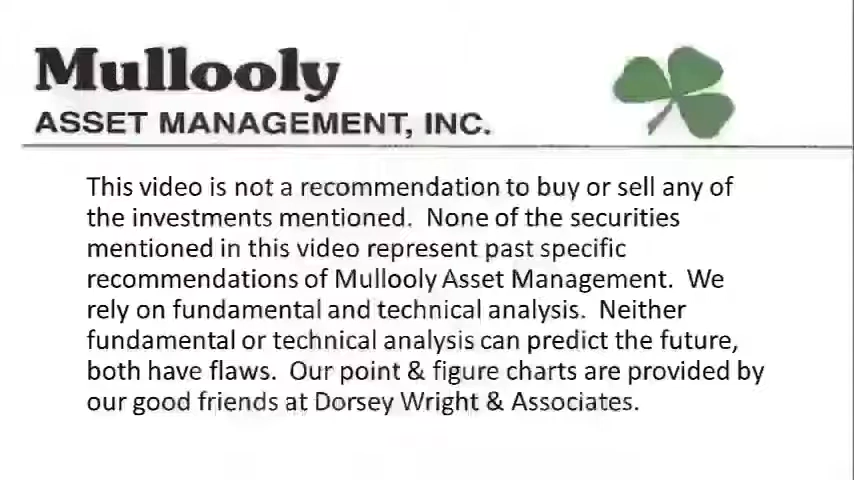 Mullooly
ASSET MANAGEMENT, INC.
This video is not a recommendation to buy or sell any of
the investments mentioned. None of the securities
mentioned in this video represent past specific
recommendations of Mullooly Asset Management. We
rely on fundamental and technical analysis. Neither
fundamental or technical analysis can predict the future,
both have flaws. Our point & figure charts are provided by
our good friends at Dorsey Wright & Associates.